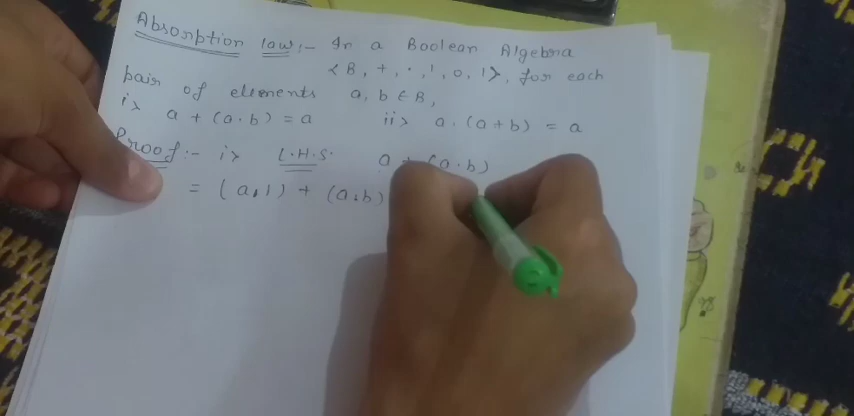 Absorption law :- In a Boolean Algebra
< B, +, ·, ', 0, 1 >, for each
pair of elements a, b ∈ B,
i> a + (a·b) = a ii> a·(a+b) = a
Proof :- i> L.H.S. a + (a·b)
= (a·1) + (a·b)